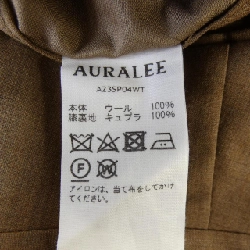 AURALEE
A23SP04WT
本体 ウール 100%
膝裏地 キュプラ 100%
アイロンは、当て布をしてかけ
てください。